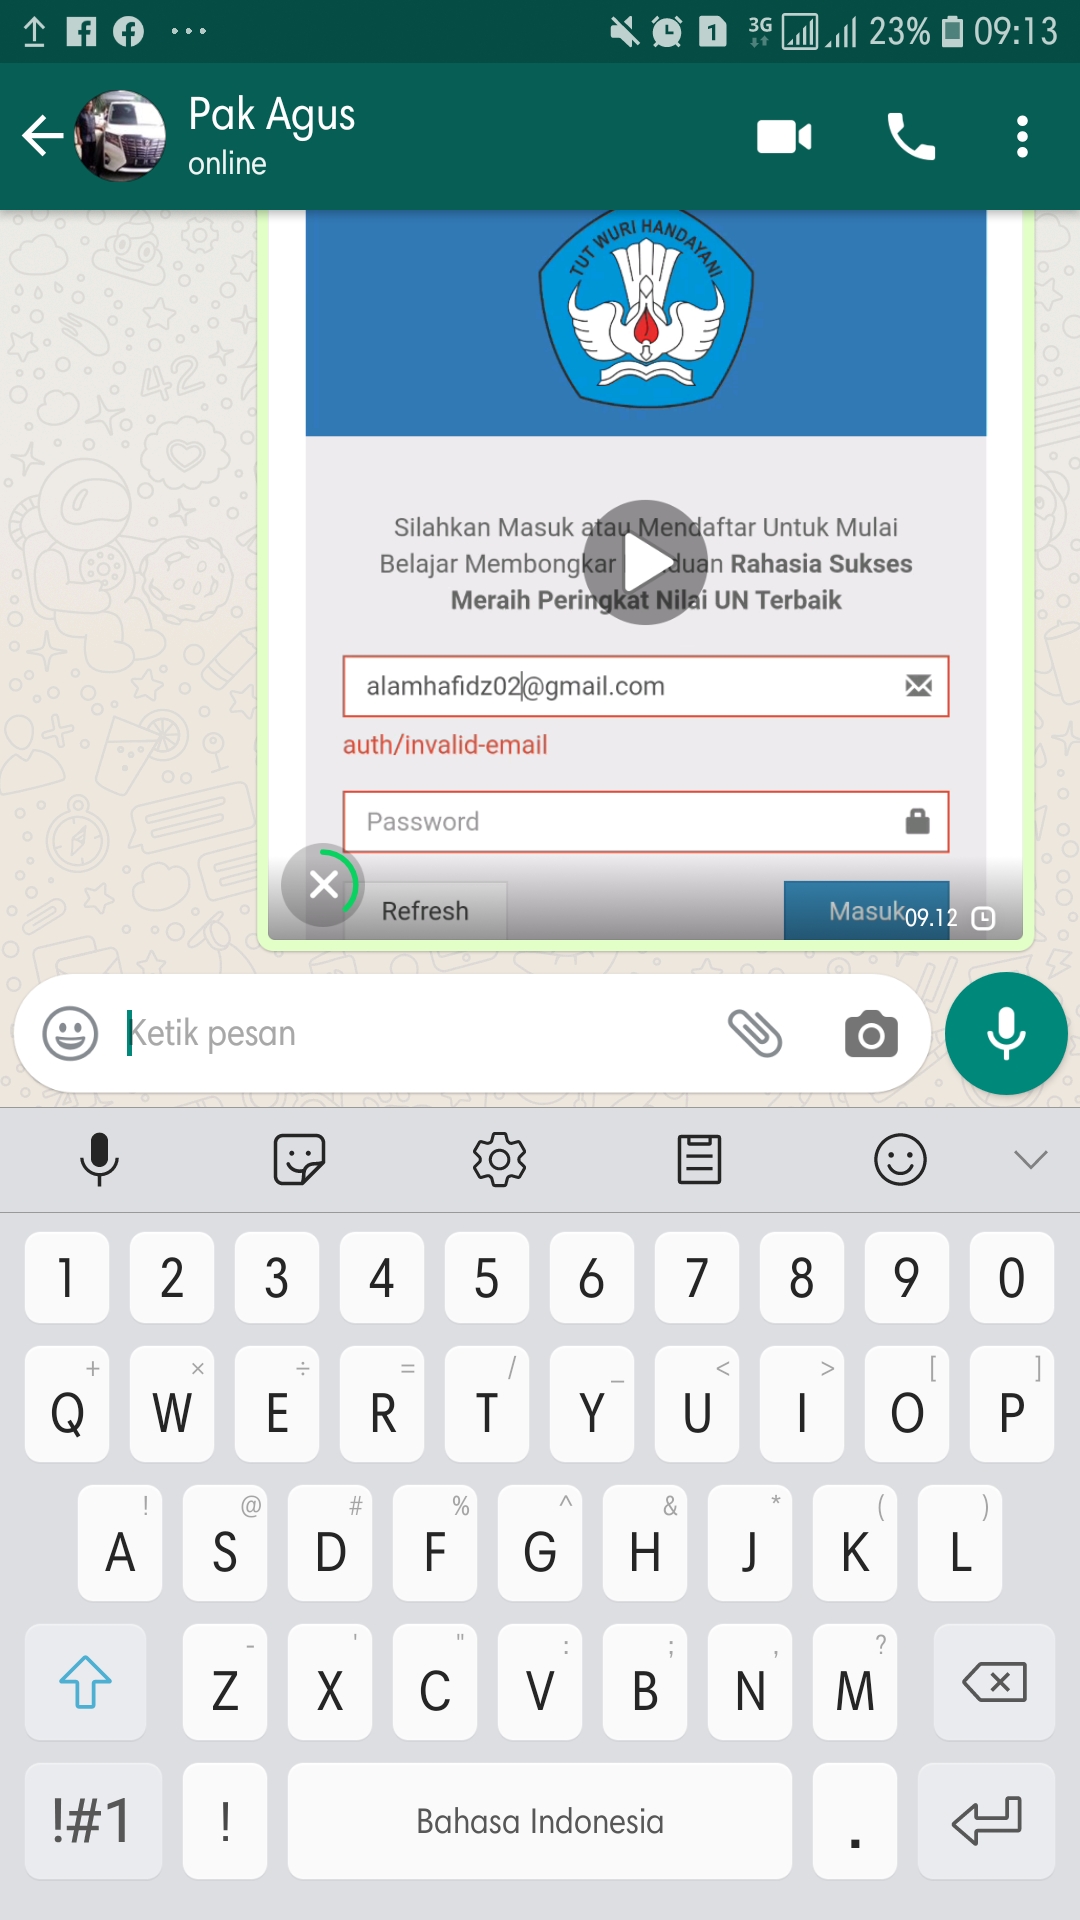 3G 1 23% 09:13
Pak Agus
online
TUT WURI HANDAYANI
Silahkan Masuk atau Mendaftar Untuk Mulai
Belajar Membongkar duan Rahasia Sukses
Meraih Peringkat Nilai UN Terbaik
alamhafidz02@gmail.com
auth/invalid-email
Password
Refresh
Masuk
09.12
Ketik pesan
1 2 3 4 5 6 7 8 9 0
+ × ÷ = / _ < > [ ]
Q W E R T Y U I O P
! @ # % ^ & * ( )
A S D F G H J K L
- ' " : ; , ?
Z X C V B N M
!#1 ! Bahasa Indonesia .